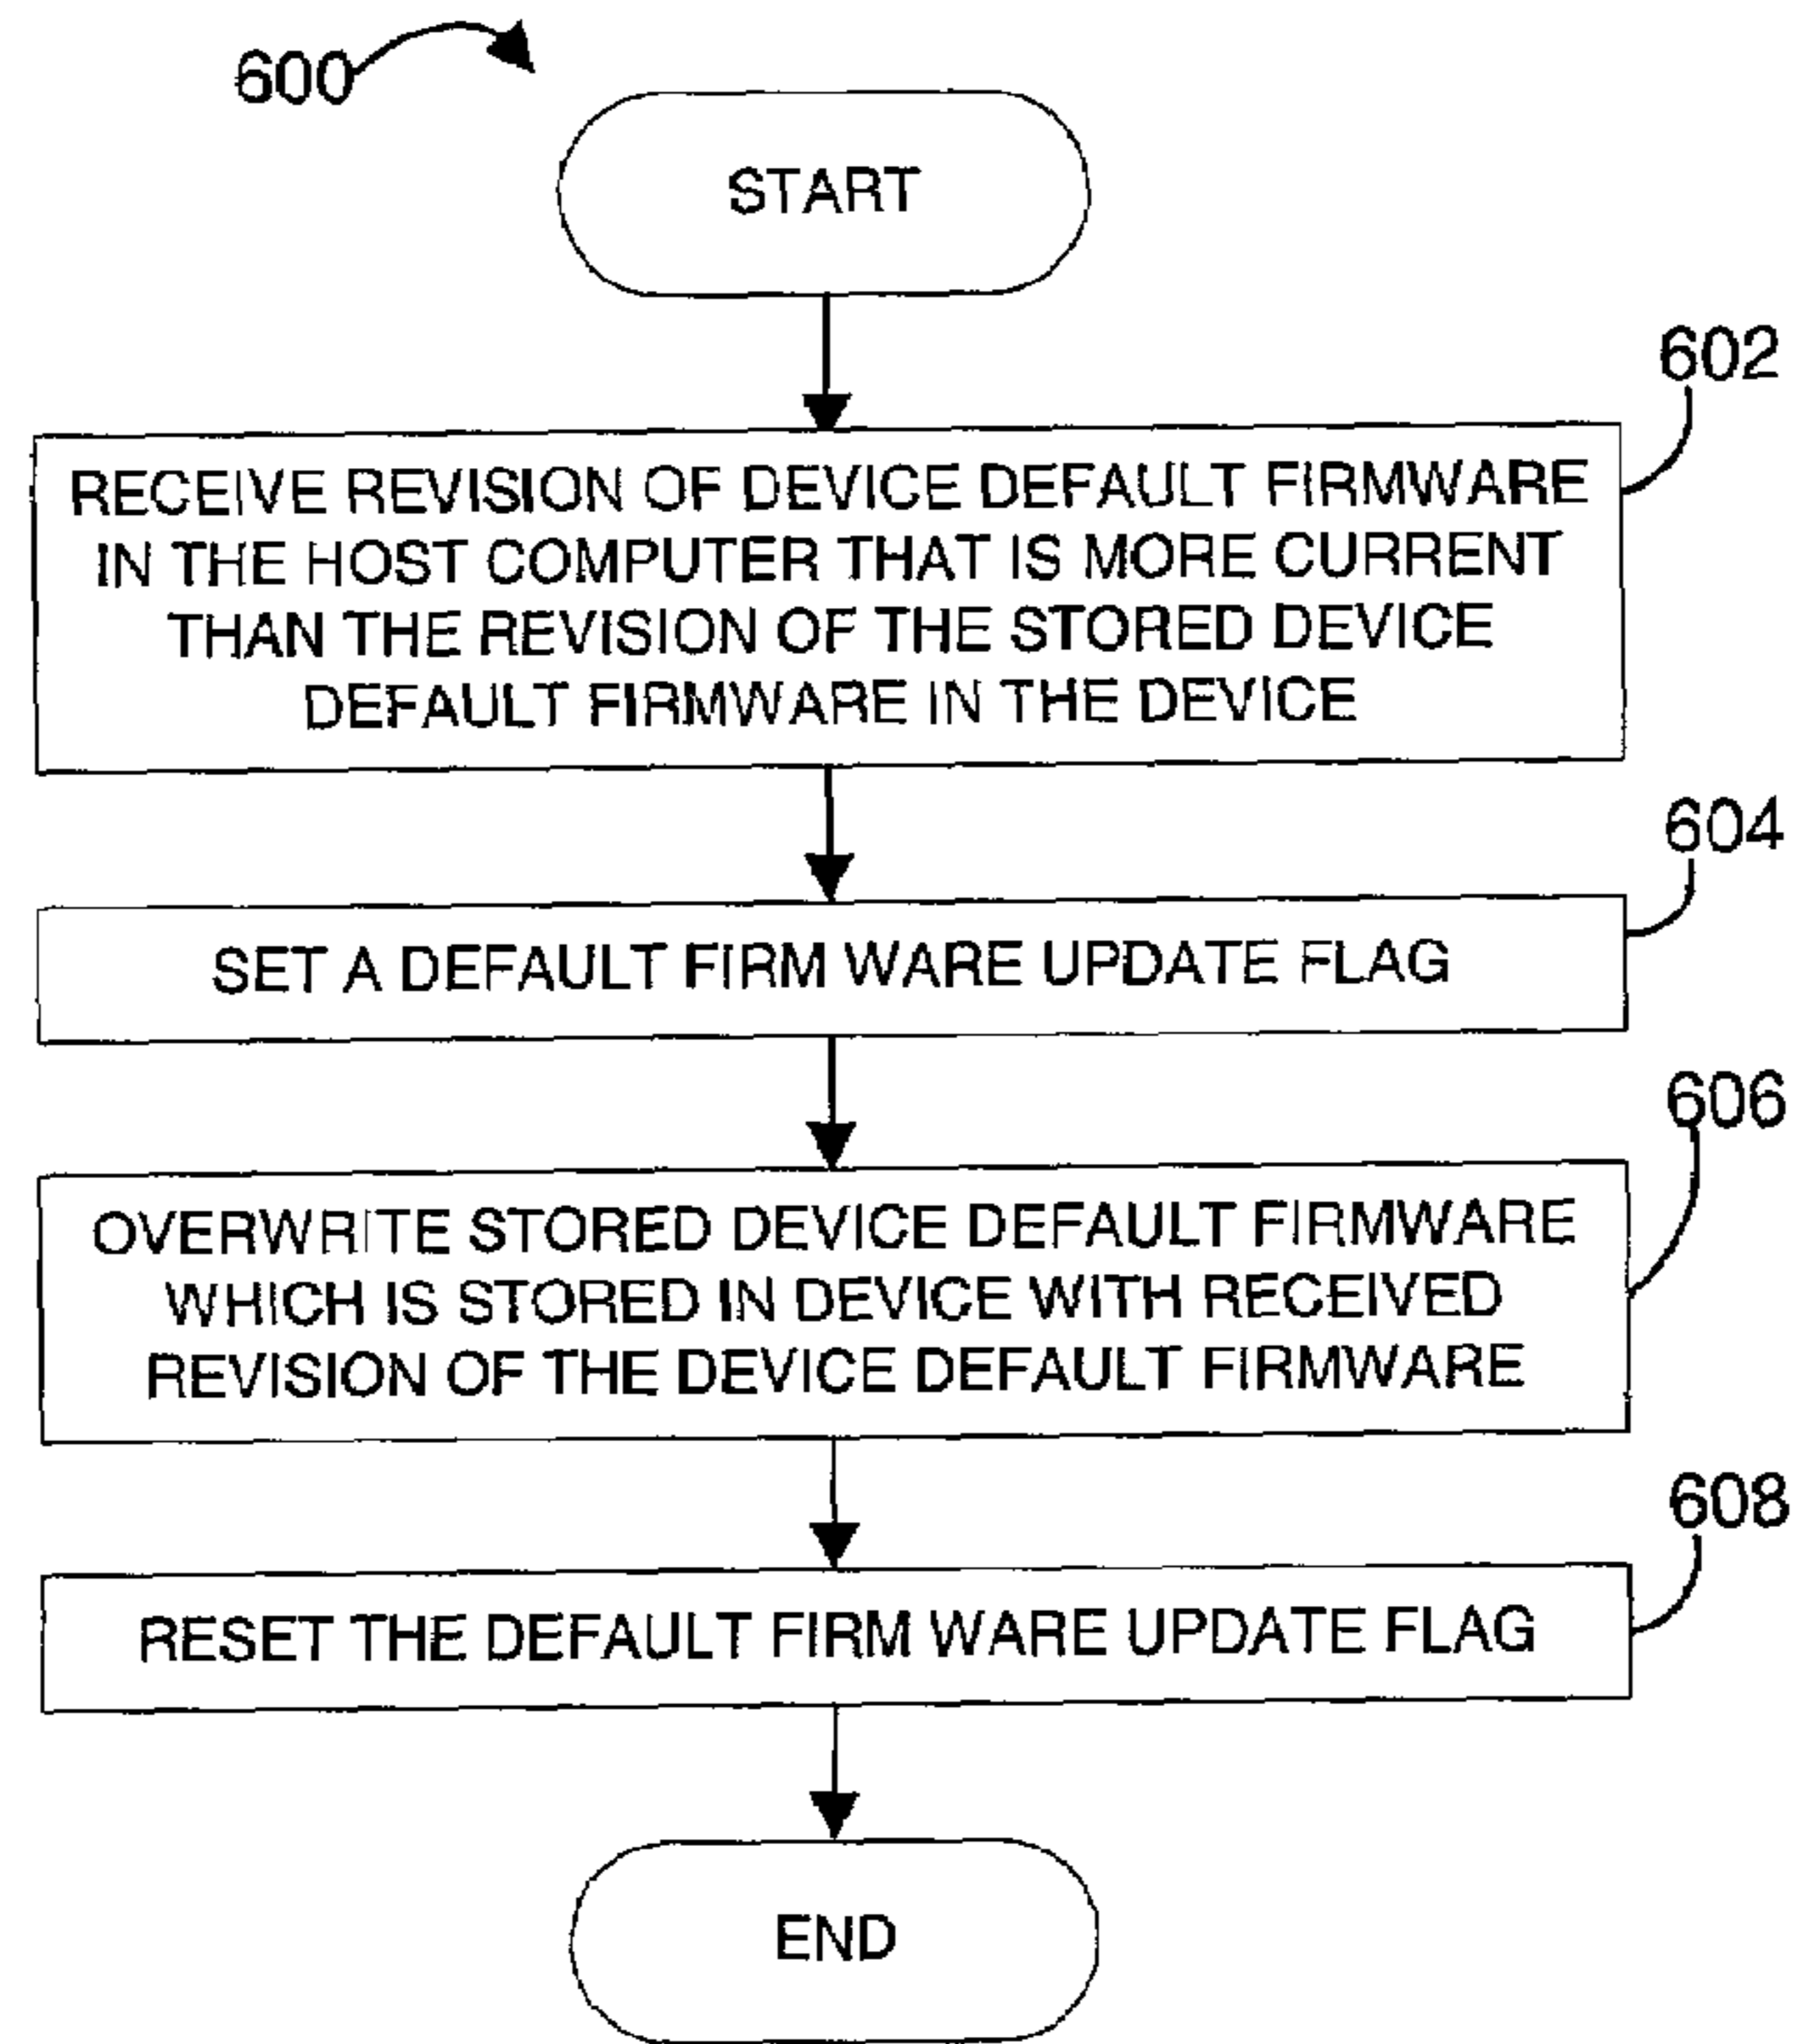 600
START
602
RECEIVE REVISION OF DEVICE DEFAULT FIRMWARE
IN THE HOST COMPUTER THAT IS MORE CURRENT
THAN THE REVISION OF THE STORED DEVICE
DEFAULT FIRMWARE IN THE DEVICE
604
SET A DEFAULT FIRM WARE UPDATE FLAG
606
OVERWRITE STORED DEVICE DEFAULT FIRMWARE
WHICH IS STORED IN DEVICE WITH RECEIVED
REVISION OF THE DEVICE DEFAULT FIRMWARE
608
RESET THE DEFAULT FIRM WARE UPDATE FLAG
END